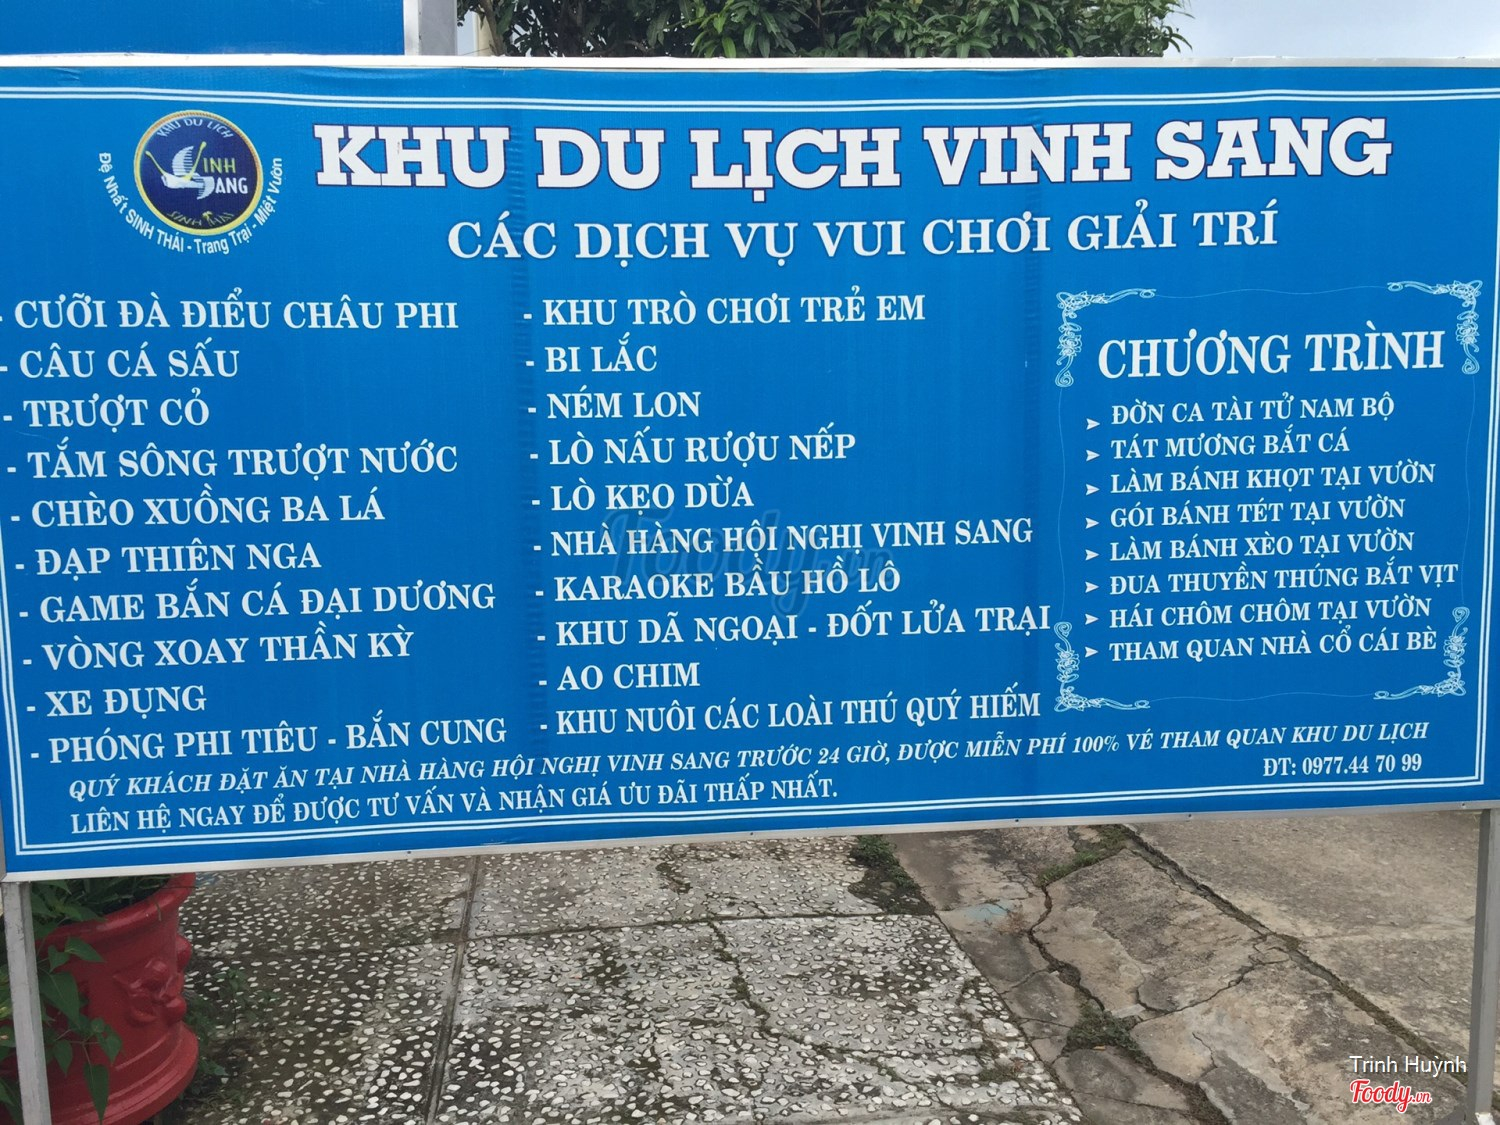 KHU DU LỊCH
VINH
SANG
SINH THÁI
Đệ Nhất SINH THÁI - Trang Trại - Miệt Vườn
KHU DU LỊCH VINH SANG
CÁC DỊCH VỤ VUI CHƠI GIẢI TRÍ
- CƯỠI ĐÀ ĐIỂU CHÂU PHI
- CÂU CÁ SẤU
- TRƯỢT CỎ
- TẮM SÔNG TRƯỢT NƯỚC
- CHÈO XUỒNG BA LÁ
- ĐẠP THIÊN NGA
- GAME BẮN CÁ ĐẠI DƯƠNG
- VÒNG XOAY THẦN KỲ
- XE ĐỤNG
- PHÓNG PHI TIÊU - BẮN CUNG
- KHU TRÒ CHƠI TRẺ EM
- BI LẮC
- NÉM LON
- LÒ NẤU RƯỢU NẾP
- LÒ KẸO DỪA
- NHÀ HÀNG HỘI NGHỊ VINH SANG
- KARAOKE BẦU HỒ LÔ
- KHU DÃ NGOẠI - ĐỐT LỬA TRẠI
- AO CHIM
- KHU NUÔI CÁC LOÀI THÚ QUÝ HIẾM
CHƯƠNG TRÌNH
➢ ĐỜN CA TÀI TỬ NAM BỘ
➢ TÁT MƯƠNG BẮT CÁ
➢ LÀM BÁNH KHỌT TẠI VƯỜN
➢ GÓI BÁNH TÉT TẠI VƯỜN
➢ LÀM BÁNH XÈO TẠI VƯỜN
➢ ĐUA THUYỀN THÚNG BẮT VỊT
➢ HÁI CHÔM CHÔM TẠI VƯỜN
➢ THAM QUAN NHÀ CỔ CÁI BÈ
QUÝ KHÁCH ĐẶT ĂN TẠI NHÀ HÀNG HỘI NGHỊ VINH SANG TRƯỚC 24 GIỜ, ĐƯỢC MIỄN PHÍ 100% VÉ THAM QUAN KHU DU LỊCH
LIÊN HỆ NGAY ĐỂ ĐƯỢC TƯ VẤN VÀ NHẬN GIÁ ƯU ĐÃI THẤP NHẤT.
ĐT: 0977.44 70 99
Foody.vn
Trinh Huỳnh
Foody.vn